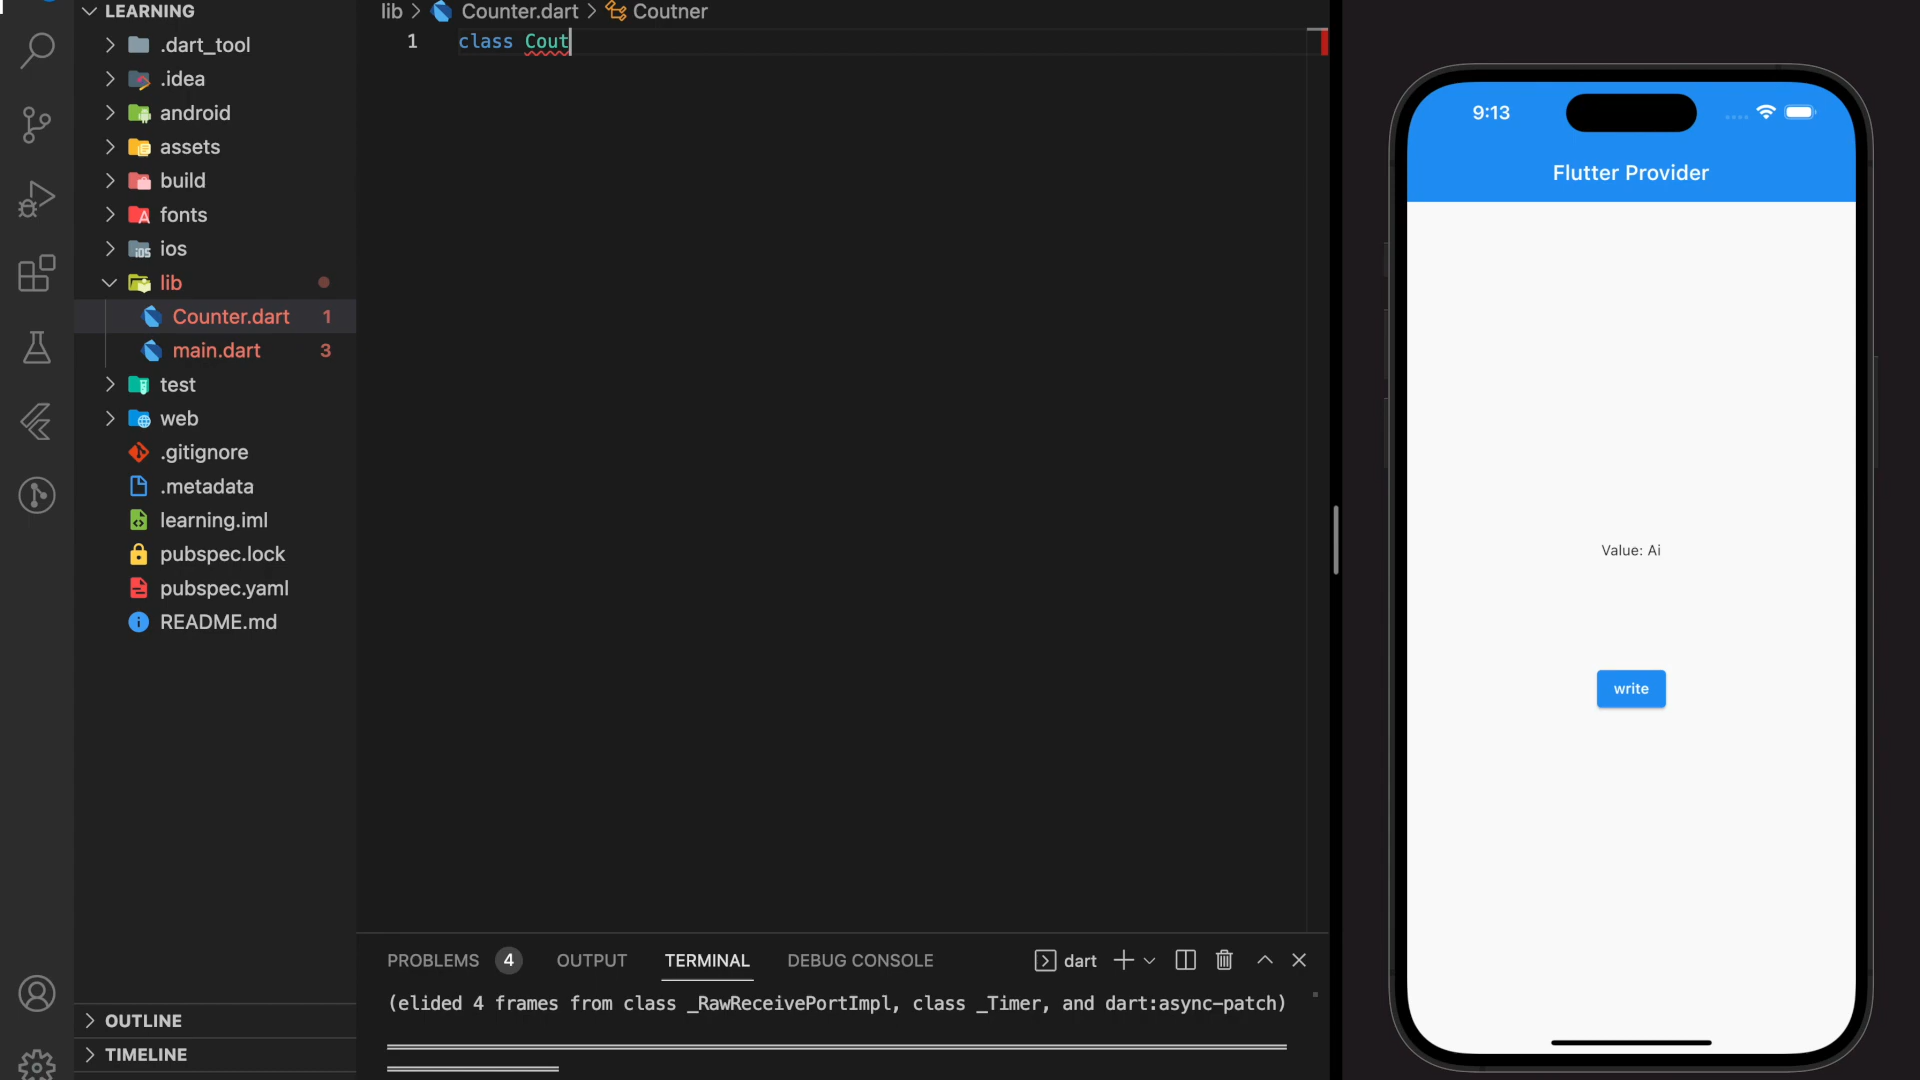 LEARNING
.dart_tool
.idea
android
assets
build
fonts
ios
lib
Counter.dart 1
main.dart 3
test
web
.gitignore
.metadata
learning.iml
pubspec.lock
pubspec.yaml
README.md
OUTLINE
TIMELINE
lib > Counter.dart > Coutner
1 class Cout
PROBLEMS 4 OUTPUT TERMINAL DEBUG CONSOLE dart
(elided 4 frames from class _RawReceivePortImpl, class _Timer, and dart:async-patch)
9:13
Flutter Provider
Value: Ai
write